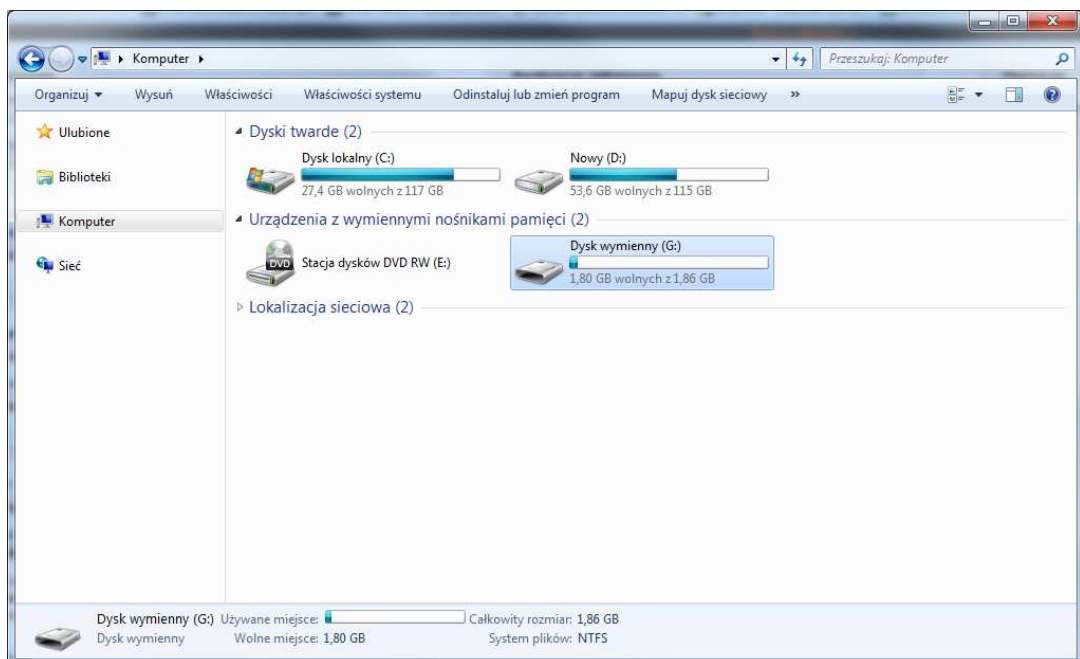 Komputer
Przeszukaj: Komputer
Organizuj
Wysuń
Właściwości
Właściwości systemu
Odinstaluj lub zmień program
Mapuj dysk sieciowy
»
Ulubione
Biblioteki
Komputer
Sieć
Dyski twarde (2)
Dysk lokalny (C:)
27,4 GB wolnych z 117 GB
Nowy (D:)
53,6 GB wolnych z 115 GB
Urządzenia z wymiennymi nośnikami pamięci (2)
DVD
Stacja dysków DVD RW (E:)
Dysk wymienny (G:)
1,80 GB wolnych z 1,86 GB
Lokalizacja sieciowa (2)
Dysk wymienny (G:) Używane miejsce: Całkowity rozmiar: 1,86 GB
Dysk wymienny Wolne miejsce: 1,80 GB System plików: NTFS